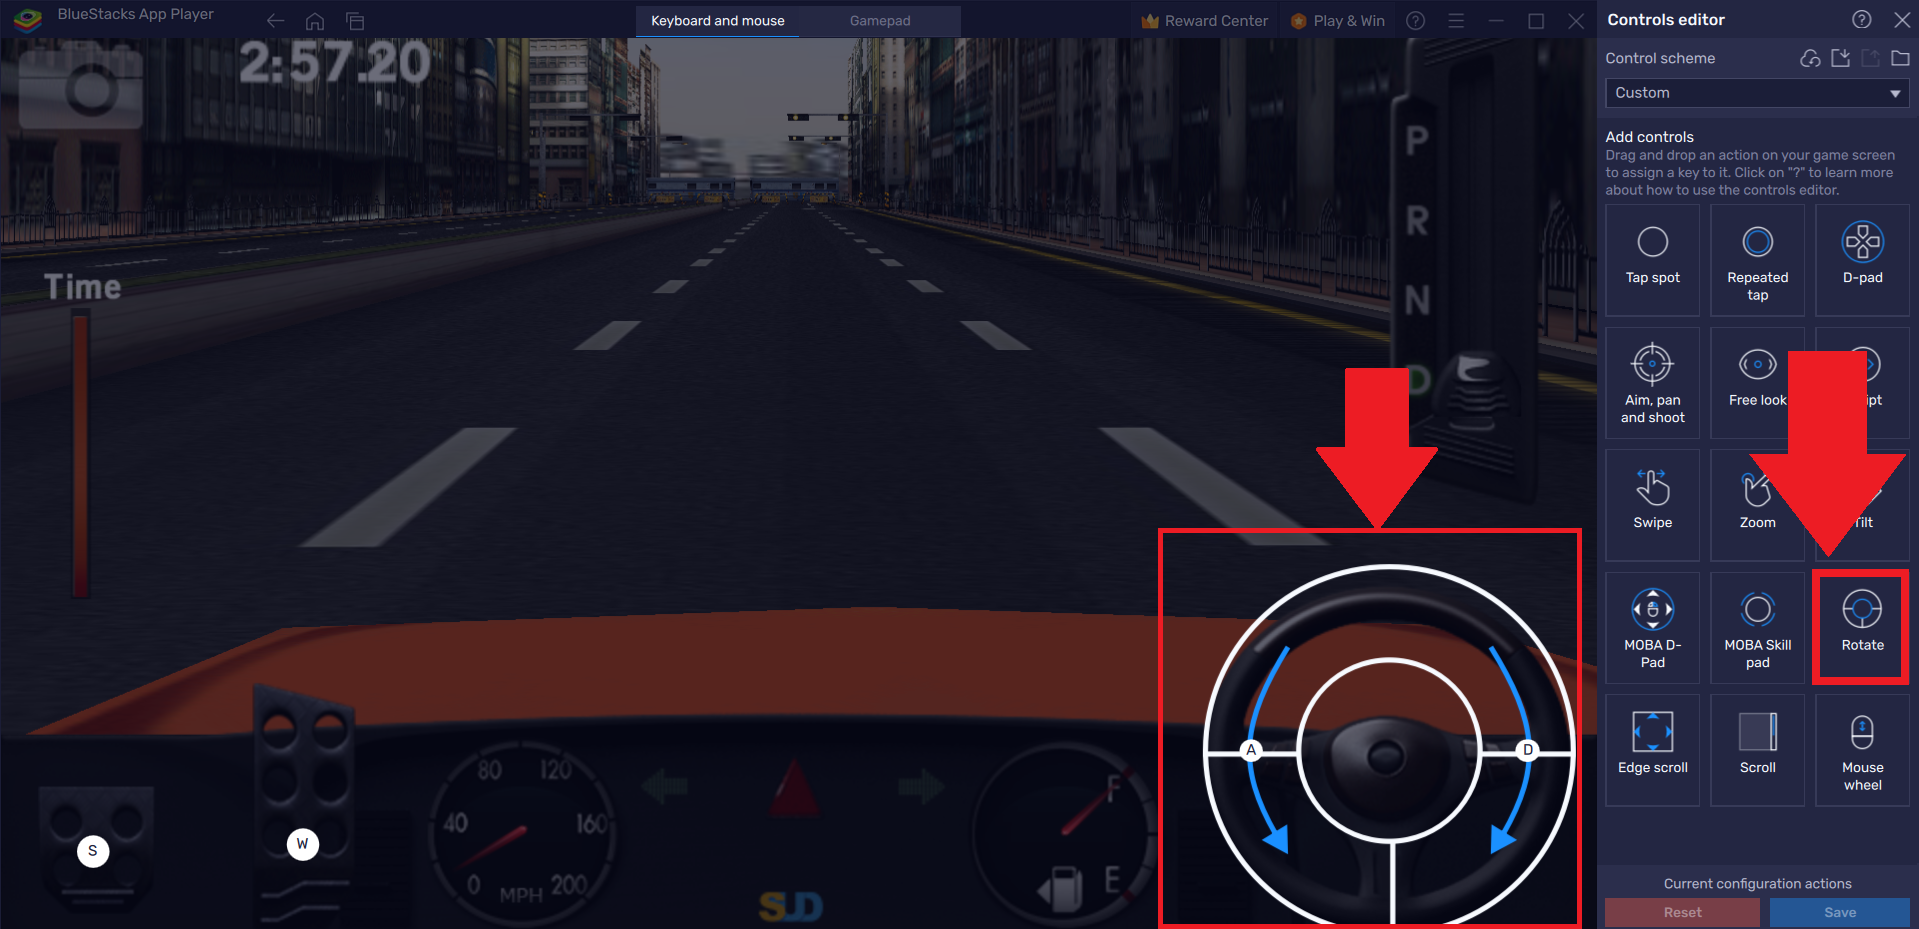 BlueStacks App Player
Keyboard and mouse
Gamepad
Reward Center
Play & Win
Controls editor
Control scheme
Custom
Add controls
Drag and drop an action on your game screen
to assign a key to it. Click on "?" to learn more
about how to use the controls editor.
Tap spot
Repeated
tap
D-pad
Aim, pan
and shoot
Free look
Swipe
Zoom
MOBA D-
Pad
MOBA Skill
pad
Rotate
Edge scroll
Scroll
Mouse
wheel
Current configuration actions
Reset
Save
2:57.20
Time
P
R
N
D
A
D
S
W
0
40
80
120
160
200
MPH
F
E
SUD